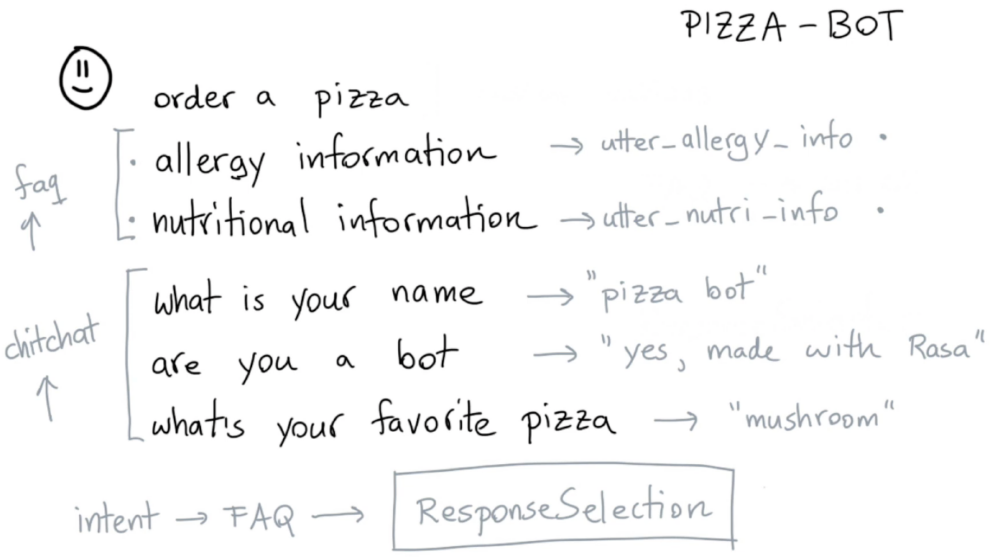 PIZZA-BOT
order a pizza
faq
allergy information → utter_allergy_info •
nutritional information → utter_nutri_info •
chitchat
what is your name → "pizza bot"
are you a bot → "yes, made with Rasa"
what's your favorite pizza → "mushroom"
intent → FAQ → ResponseSelection